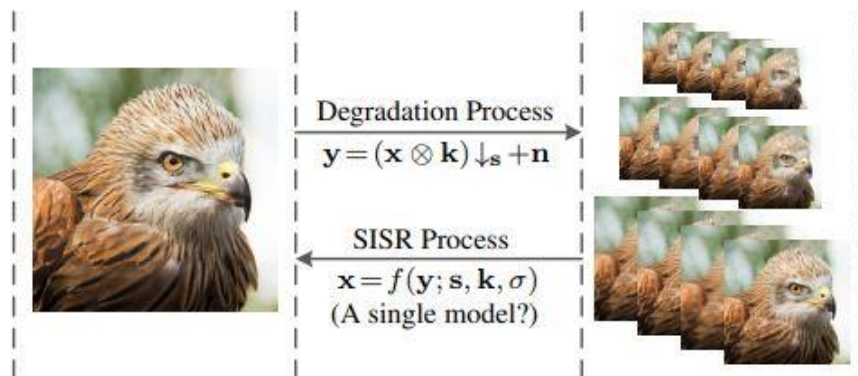 Degradation Process
y=(x ⊗ k)↓s+n
SISR Process
x=f(y; s, k, σ)
(A single model?)